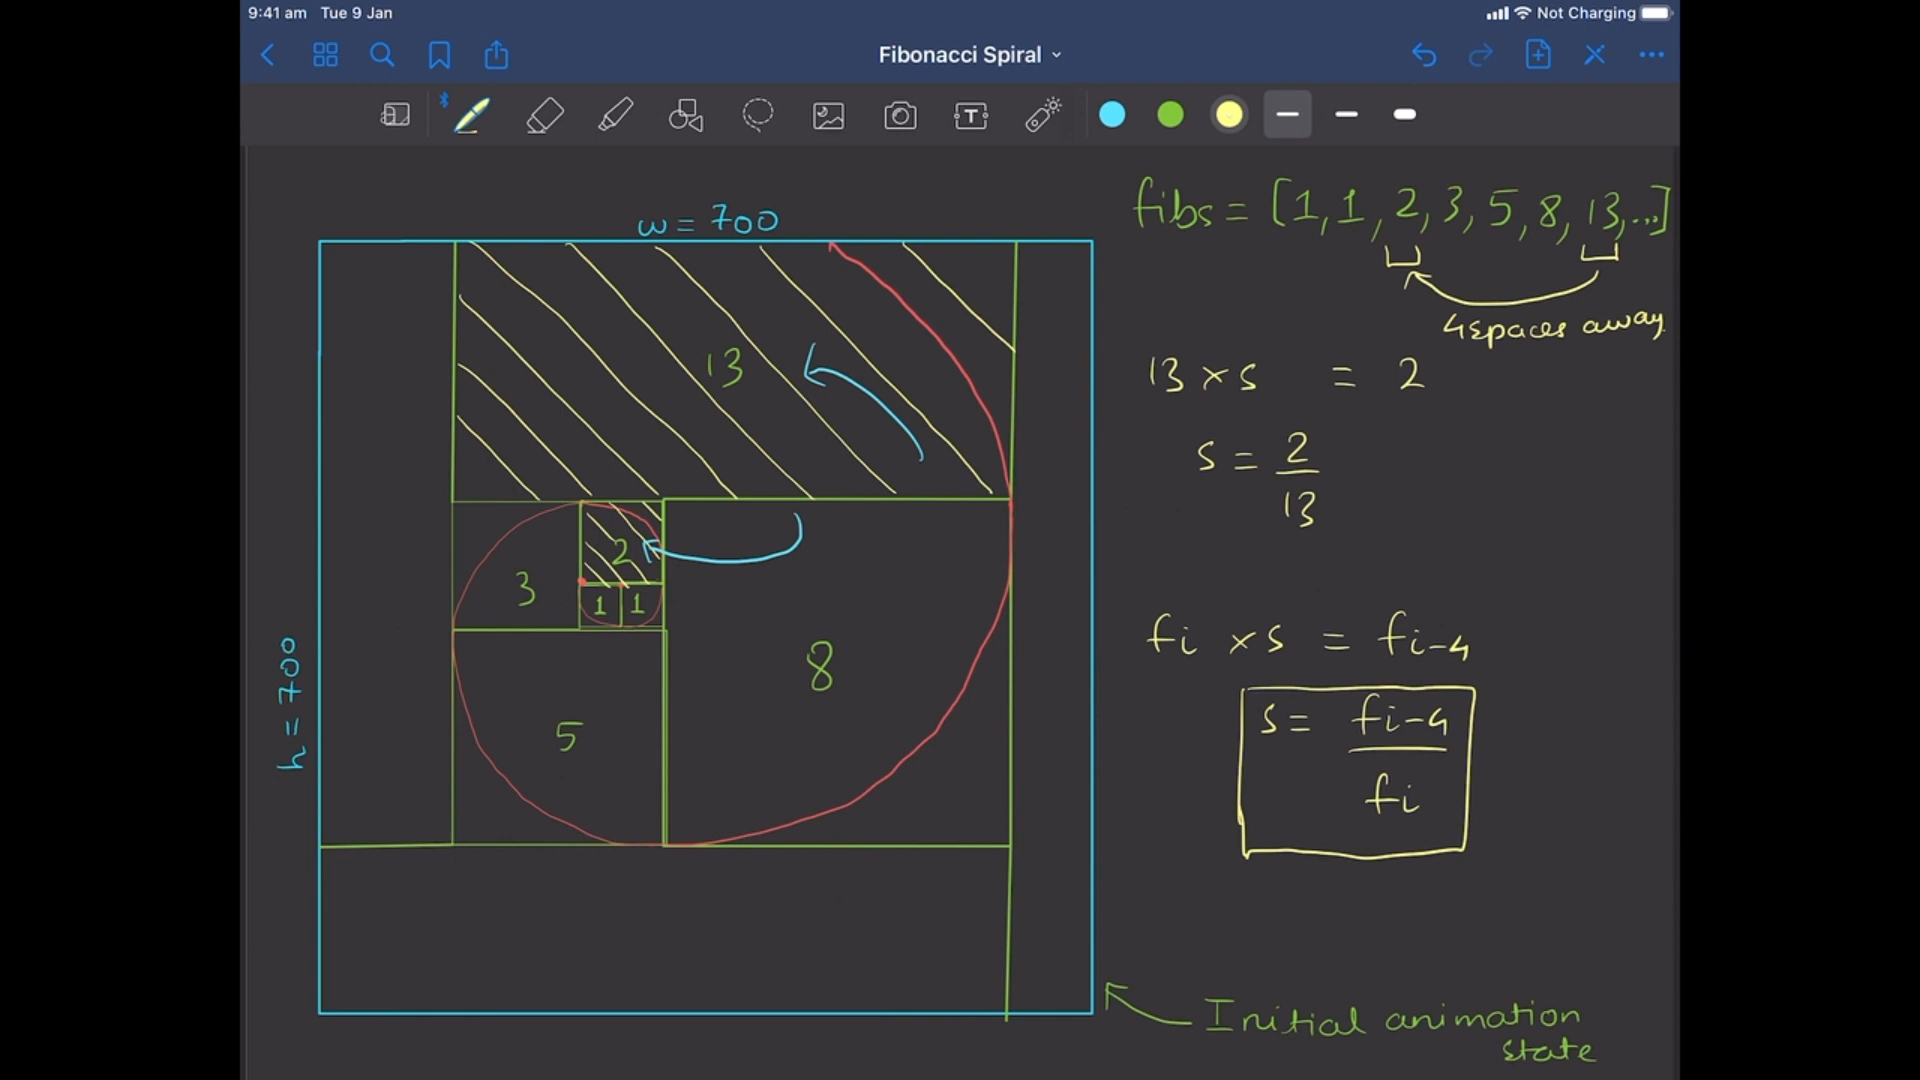 9:41 am Tue 9 Jan
Not Charging
Fibonacci Spiral
T
w = 700
fibs = [1, 1, 2, 3, 5, 8, 13, ...]
4 spaces away
13 × s = 2
s = 2
13
13
2
3
1 1
8
5
h = 700
fi × s = fi-4
s = fi-4
fi
Initial animation
state